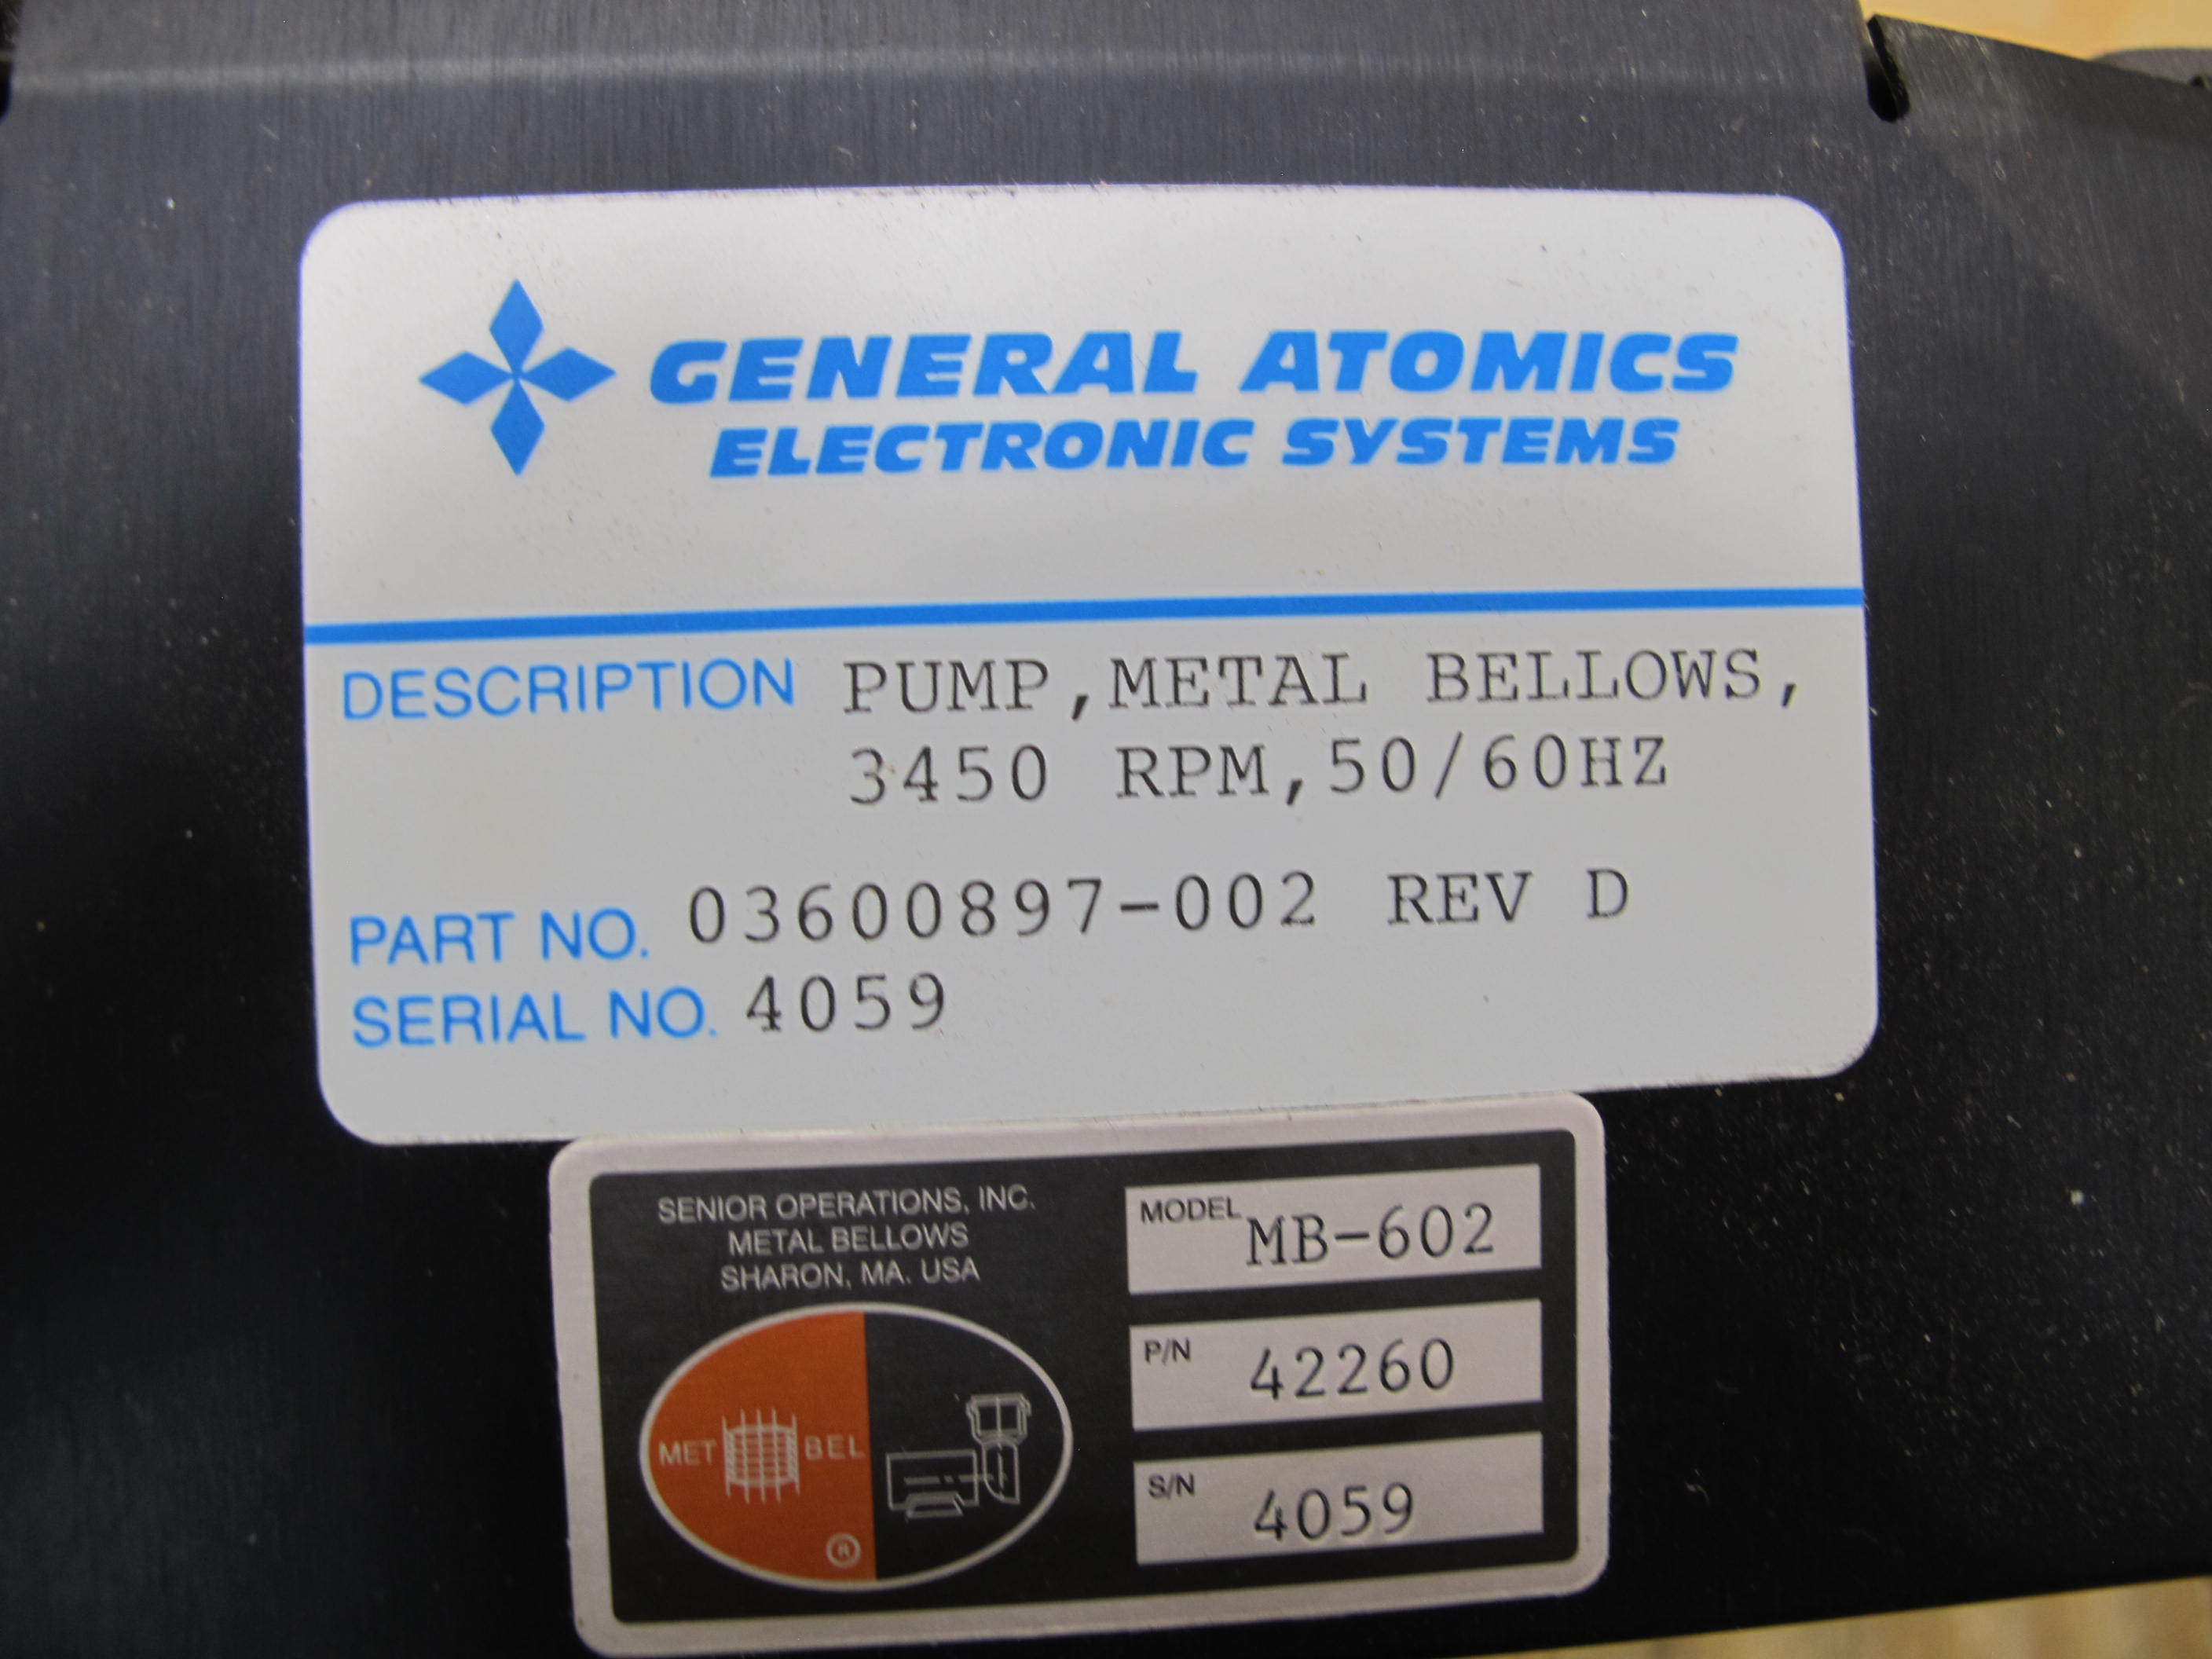 GENERAL ATOMICS
ELECTRONIC SYSTEMS
DESCRIPTION PUMP,METAL BELLOWS,
3450 RPM,50/60HZ
PART NO. 03600897-002 REV D
SERIAL NO. 4059
SENIOR OPERATIONS, INC.
METAL BELLOWS
SHARON, MA. USA
MET BEL
®
MODEL MB-602
P/N 42260
S/N 4059